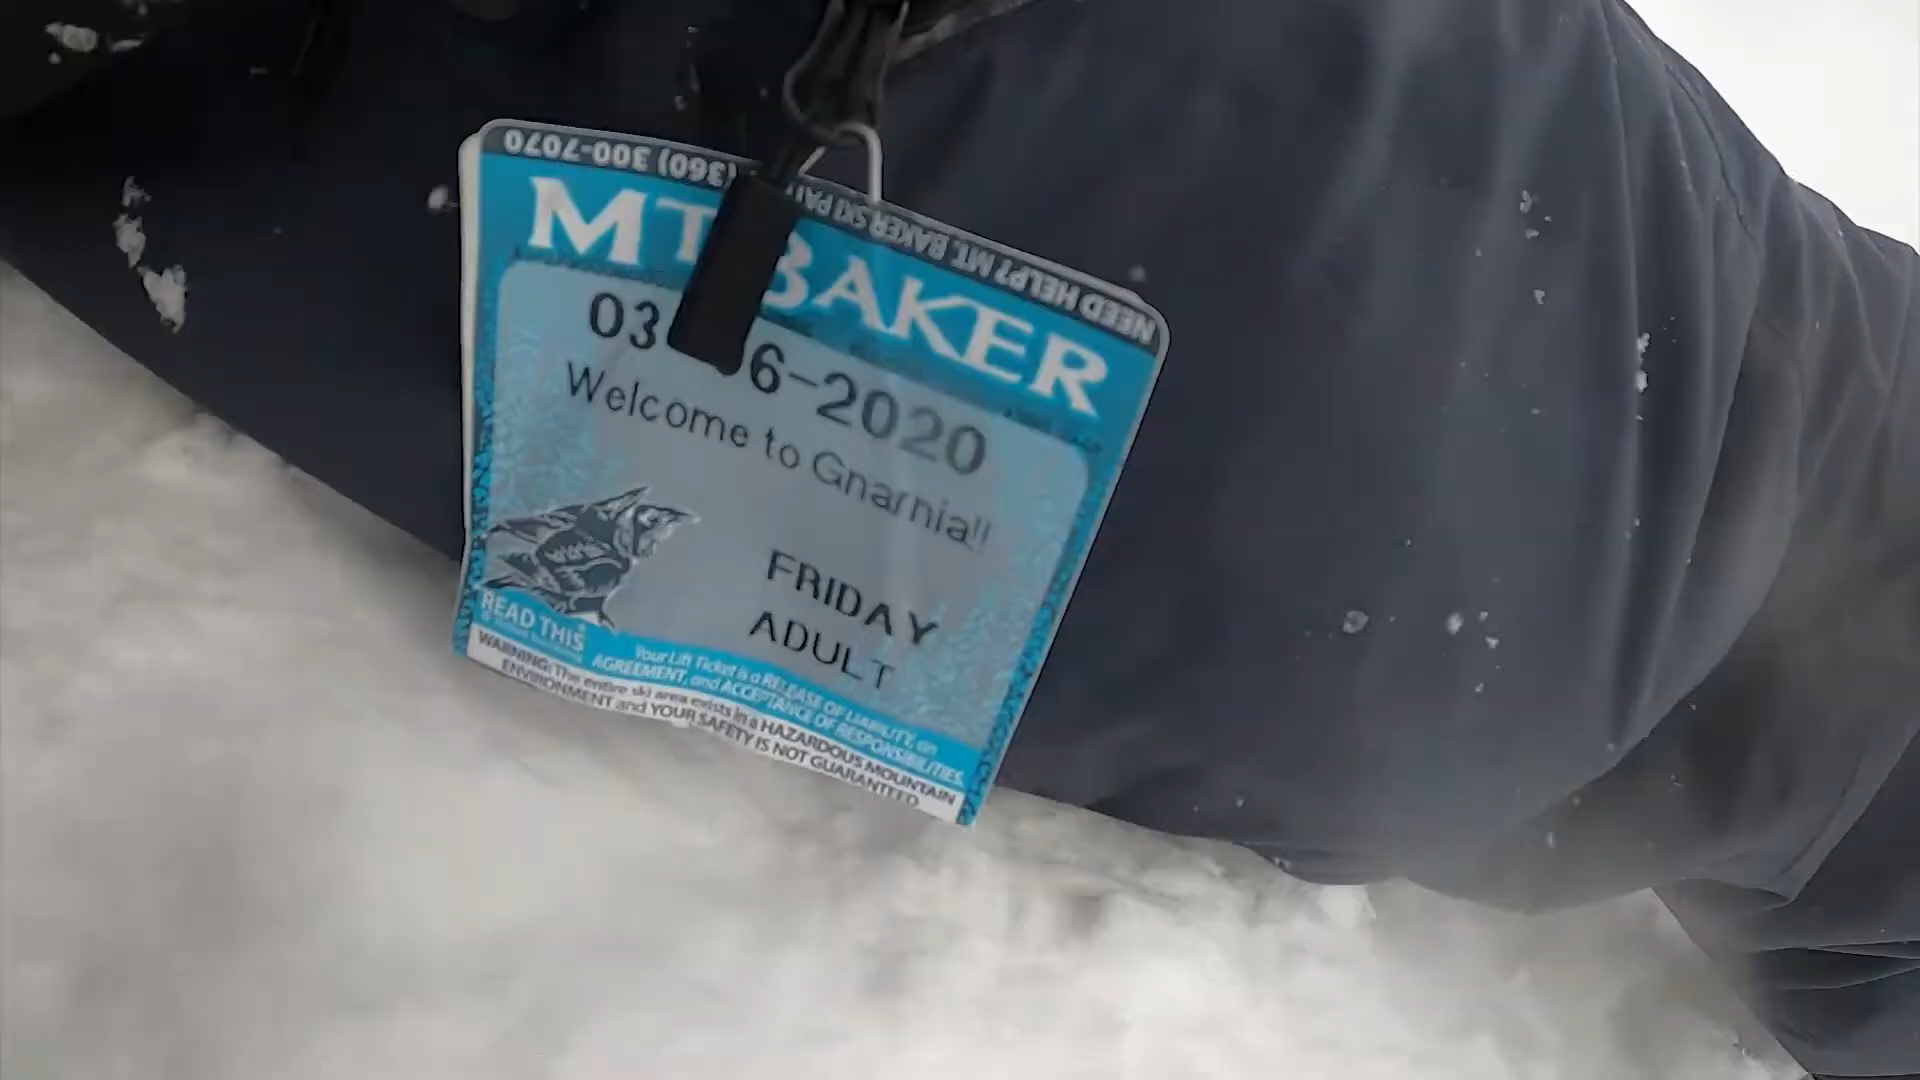 NEED HELP? MT. BAKER SKI PAT (360) 300-7070
MT BAKER
03 6-2020
Welcome to Gnarnia!!
FRIDAY
ADULT
READ THIS
Your Lift Ticket is a RELEASE OF LIABILITY, an
AGREEMENT, and ACCEPTANCE OF RESPONSIBILITIES.
WARNING: The entire ski area exists in a HAZARDOUS MOUNTAIN
ENVIRONMENT and YOUR SAFETY IS NOT GUARANTEED.